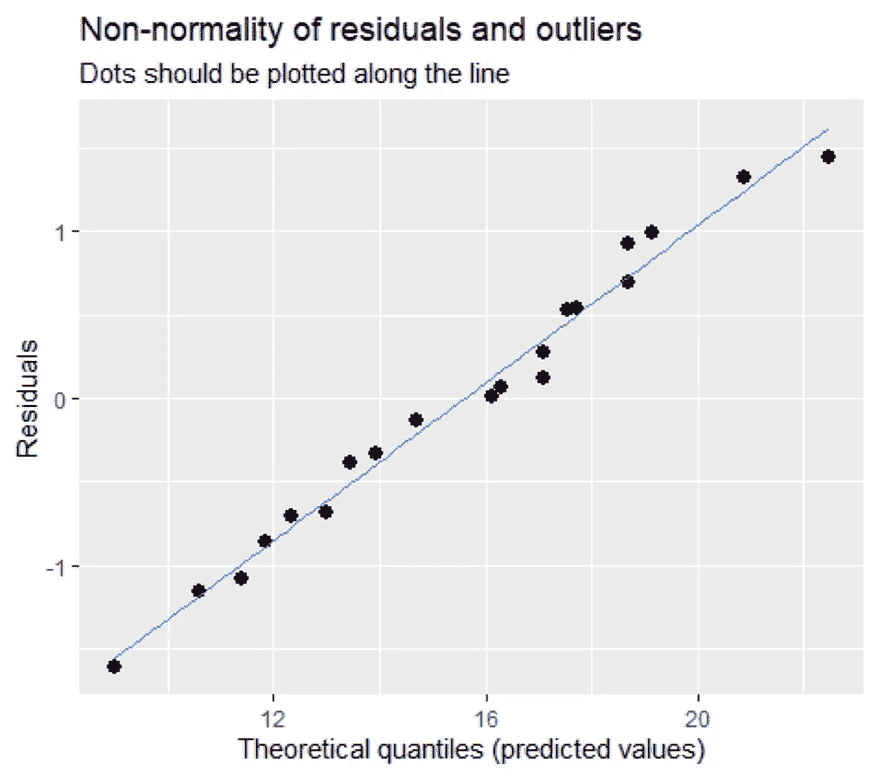 Non-normality of residuals and outliers
Dots should be plotted along the line
1
0
-1
Residuals
12
16
20
Theoretical quantiles (predicted values)